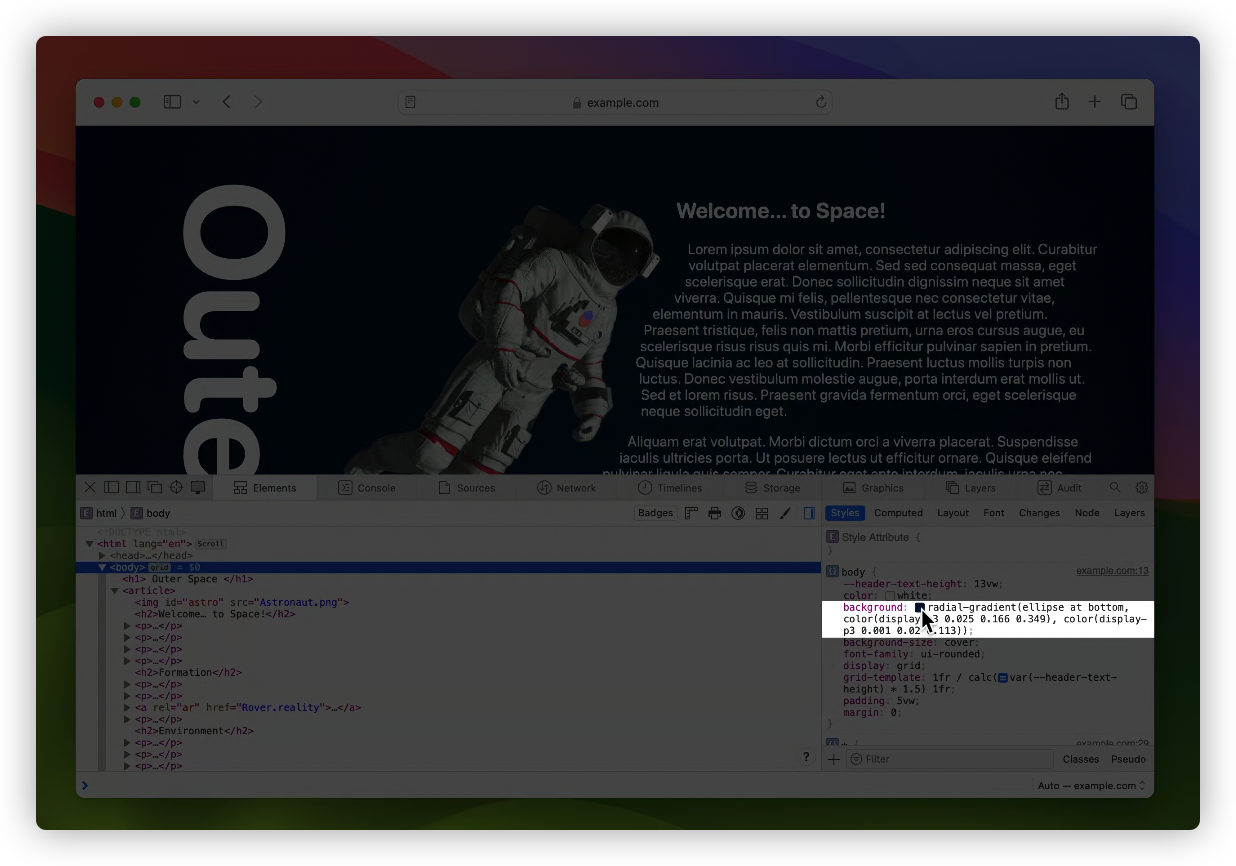 example.com
Oute
Welcome... to Space!
Lorem ipsum dolor sit amet, consectetur adipiscing elit. Curabitur
volutpat placerat elementum. Sed sed consequat massa, eget
scelerisque erat. Donec sollicitudin dignissim neque sit amet
viverra. Quisque mi felis, pellentesque nec consectetur vitae,
elementum in mauris. Vestibulum suscipit at lectus vel pretium.
Praesent tristique, felis non mattis pretium, urna eros cursus augue, eu
scelerisque risus risus quis mi. Morbi efficitur pulvinar sapien in pretium.
Quisque lacinia ac leo at sollicitudin. Praesent luctus mollis turpis non
luctus. Donec vestibulum molestie augue, porta interdum erat mollis ut.
Sed et lorem risus. Praesent gravida fermentum orci, eget scelerisque
neque sollicitudin eget.
Aliquam erat volutpat. Morbi dictum orci a viverra placerat. Suspendisse
iaculis ultricies porta. Ut posuere lectus ut efficitur ornare. Quisque eleifend
pulvinar ligula quis semper. Curabitur eget ante interdum, iaculis urna nec
Elements Console Sources Network Timelines Storage Graphics Layers Audit
E html 〉 E body Badges
Styles Computed Layout Font Changes Node Layers
<!DOCTYPE html>
<html lang="en"> Scroll
<head>…</head>
<body> grid = $0
<h1> Outer Space </h1>
<article>
<img id="astro" src="Astronaut.png">
<h2>Welcome… to Space!</h2>
<p>…</p>
<p>…</p>
<p>…</p>
<p>…</p>
<h2>Formation</h2>
<p>…</p>
<p>…</p>
<a rel="ar" href="Rover.reality">…</a>
<p>…</p>
<h2>Environment</h2>
<p>…</p>
<p>…</p>
<p>…</p>
?
E Style Attribute {
}
body { example.com:13
--header-text-height: 13vw;
color: white;
background: radial-gradient(ellipse at bottom,
color(display 3 0.025 0.166 0.349), color(display-
p3 0.001 0.02 .113));
background-size: cover;
font-family: ui-rounded;
display: grid;
grid-template: 1fr / calc(var(--header-text-
height) * 1.5) 1fr;
padding: 5vw;
margin: 0;
}
* { example.com:29
Filter Classes Pseudo
Auto — example.com